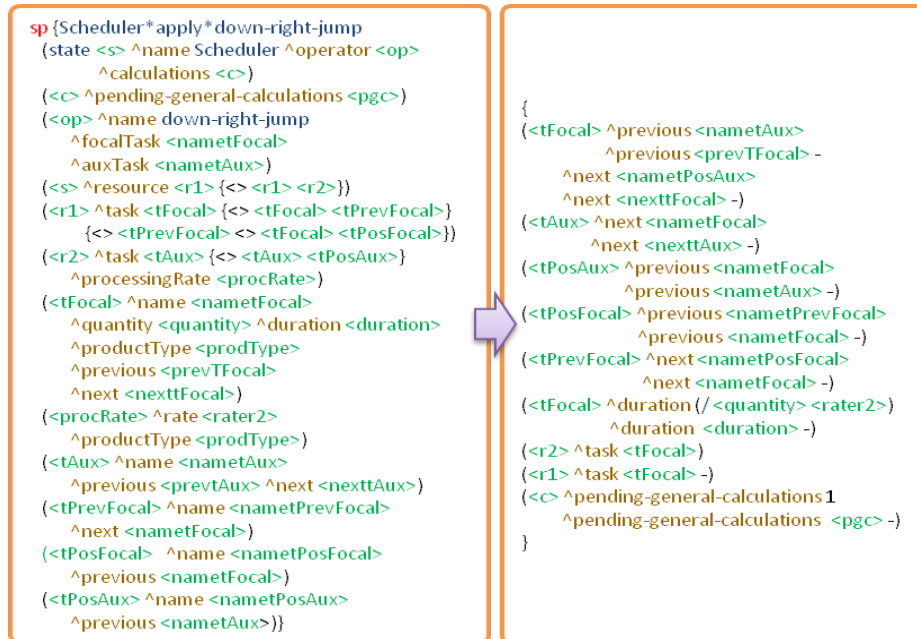 sp {Scheduler*apply*down-right-jump
(state <s> ^name Scheduler ^operator <op>
^calculations <c>)
(<c> ^pending-general-calculations <pgc>)
(<op> ^name down-right-jump
^focalTask <nametFocal>
^auxTask <nametAux>)
(<s> ^resource <r1> {<> <r1> <r2>})
(<r1> ^task <tFocal> {<> <tFocal> <tPrevFocal>}
{<> <tPrevFocal> <> <tFocal> <tPosFocal>})
(<r2> ^task <tAux> {<> <tAux> <tPosAux>}
^processingRate <procRate>)
(<tFocal> ^name <nametFocal>
^quantity <quantity> ^duration <duration>
^productType <prodType>
^previous <prevTFocal>
^next <nexttFocal>)
(<procRate> ^rate <rater2>
^productType <prodType>)
(<tAux> ^name <nametAux>
^previous <prevtAux> ^next <nexttAux>)
(<tPrevFocal> ^name <nametPrevFocal>
^next <nametFocal>)
(<tPosFocal> ^name <nametPosFocal>
^previous <nametFocal>)
(<tPosAux> ^name <nametPosAux>
^previous <nametAux>)}
{
(<tFocal> ^previous <nametAux>
^previous <prevTFocal> -
^next <nametPosAux>
^next <nexttFocal> -)
(<tAux> ^next <nametFocal>
^next <nexttAux> -)
(<tPosAux> ^previous <nametFocal>
^previous <nametAux> -)
(<tPosFocal> ^previous <nametPrevFocal>
^previous <nametFocal> -)
(<tPrevFocal> ^next <nametPosFocal>
^next <nametFocal> -)
(<tFocal> ^duration (/ <quantity> <rater2>)
^duration <duration> -)
(<r2> ^task <tFocal>)
(<r1> ^task <tFocal> -)
(<c> ^pending-general-calculations 1
^pending-general-calculations <pgc> -)
}